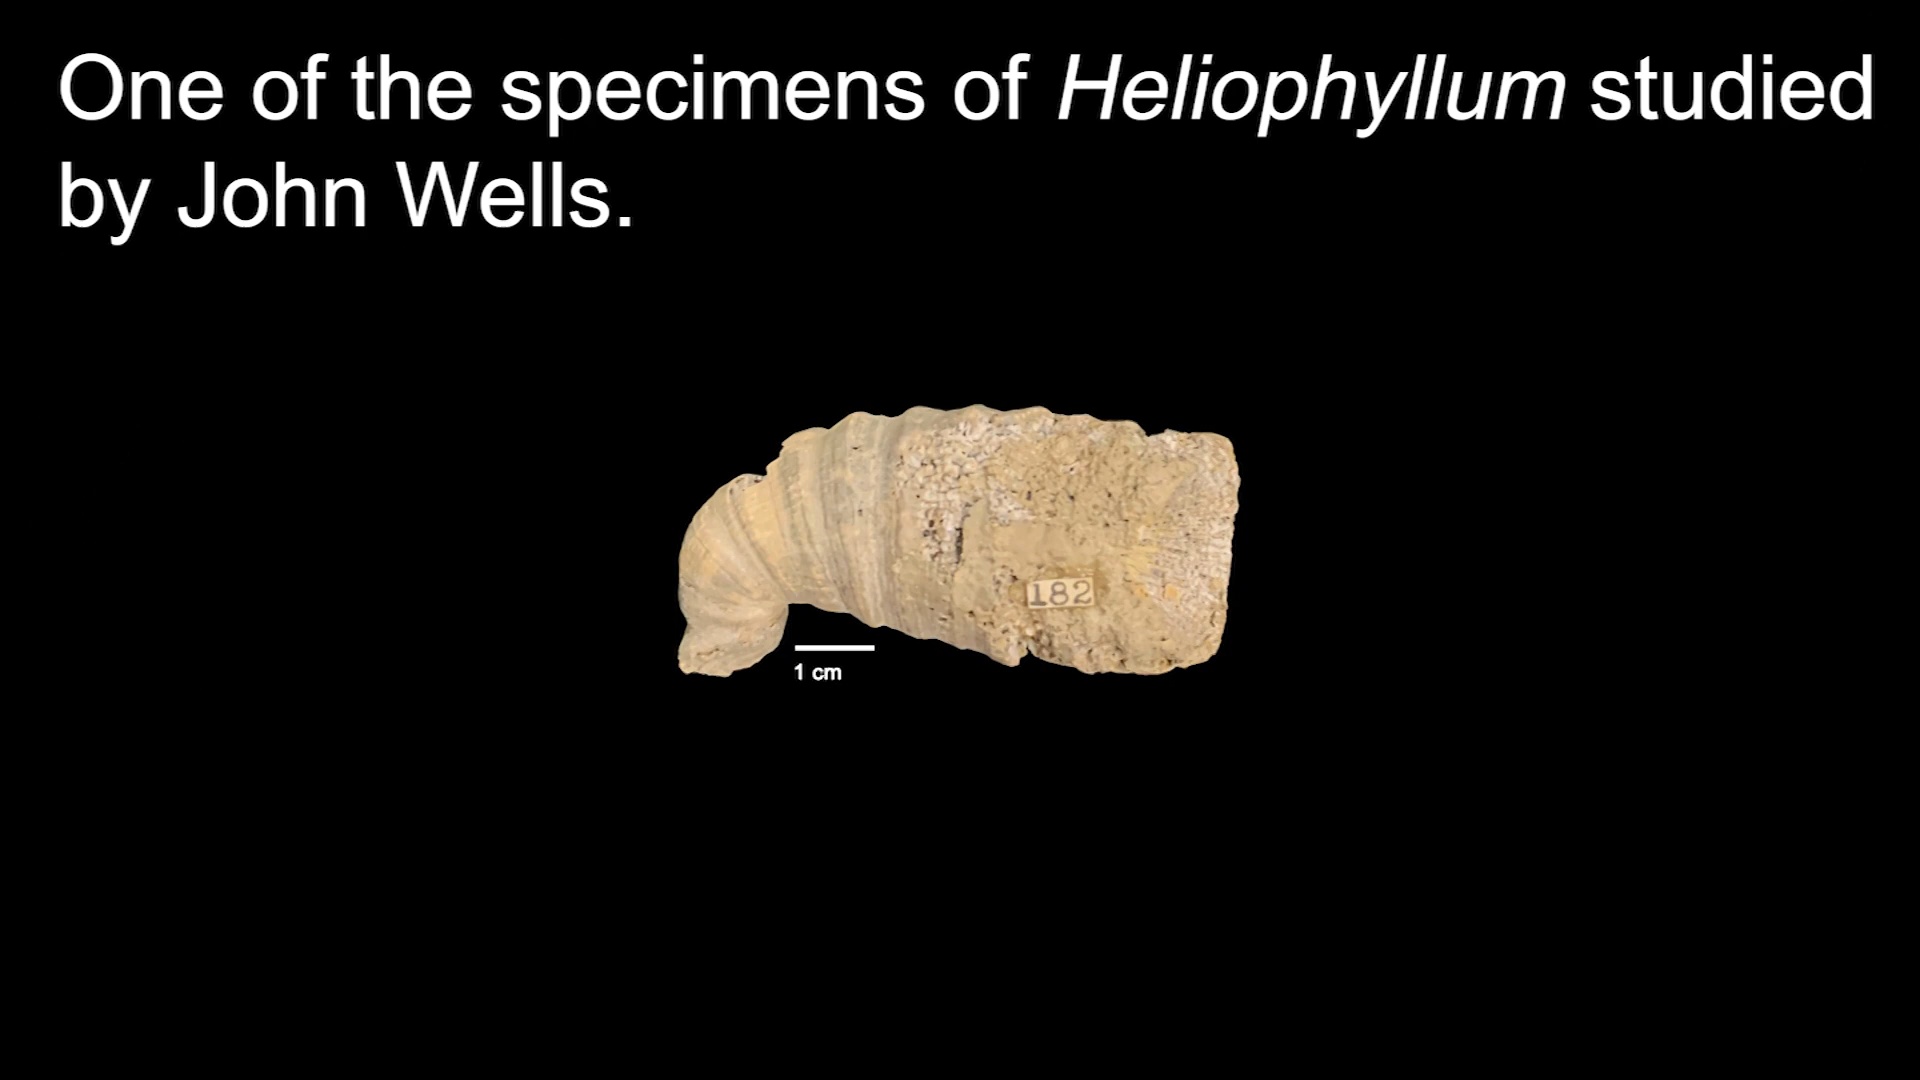 One of the specimens of Heliophyllum studied
by John Wells.
182
1 cm